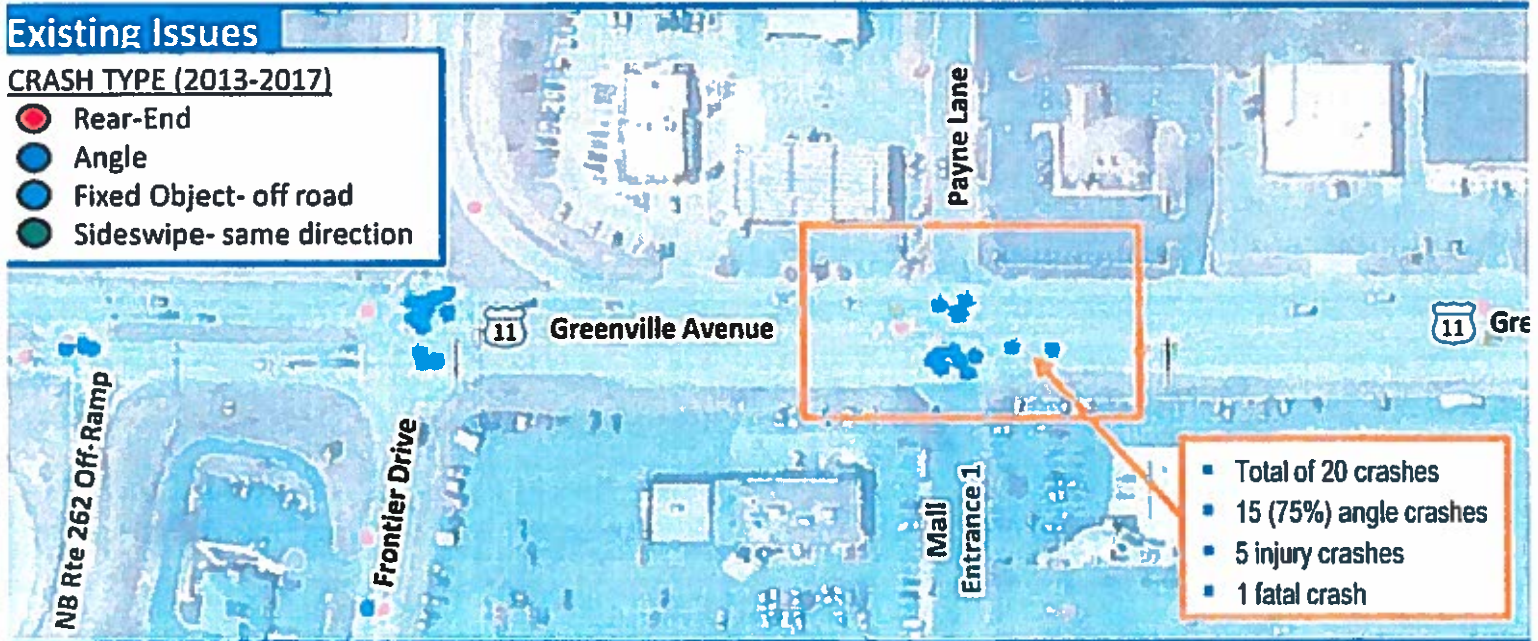 Existing Issues
CRASH TYPE (2013-2017)
Rear-End
Angle
Fixed Object- off road
Sideswipe- same direction
Payne Lane
11
Greenville Avenue
11
Gre
NB Rte 262 Off-Ramp
Frontier Drive
Mall
Entrance 1
Total of 20 crashes
15 (75%) angle crashes
5 injury crashes
1 fatal crash